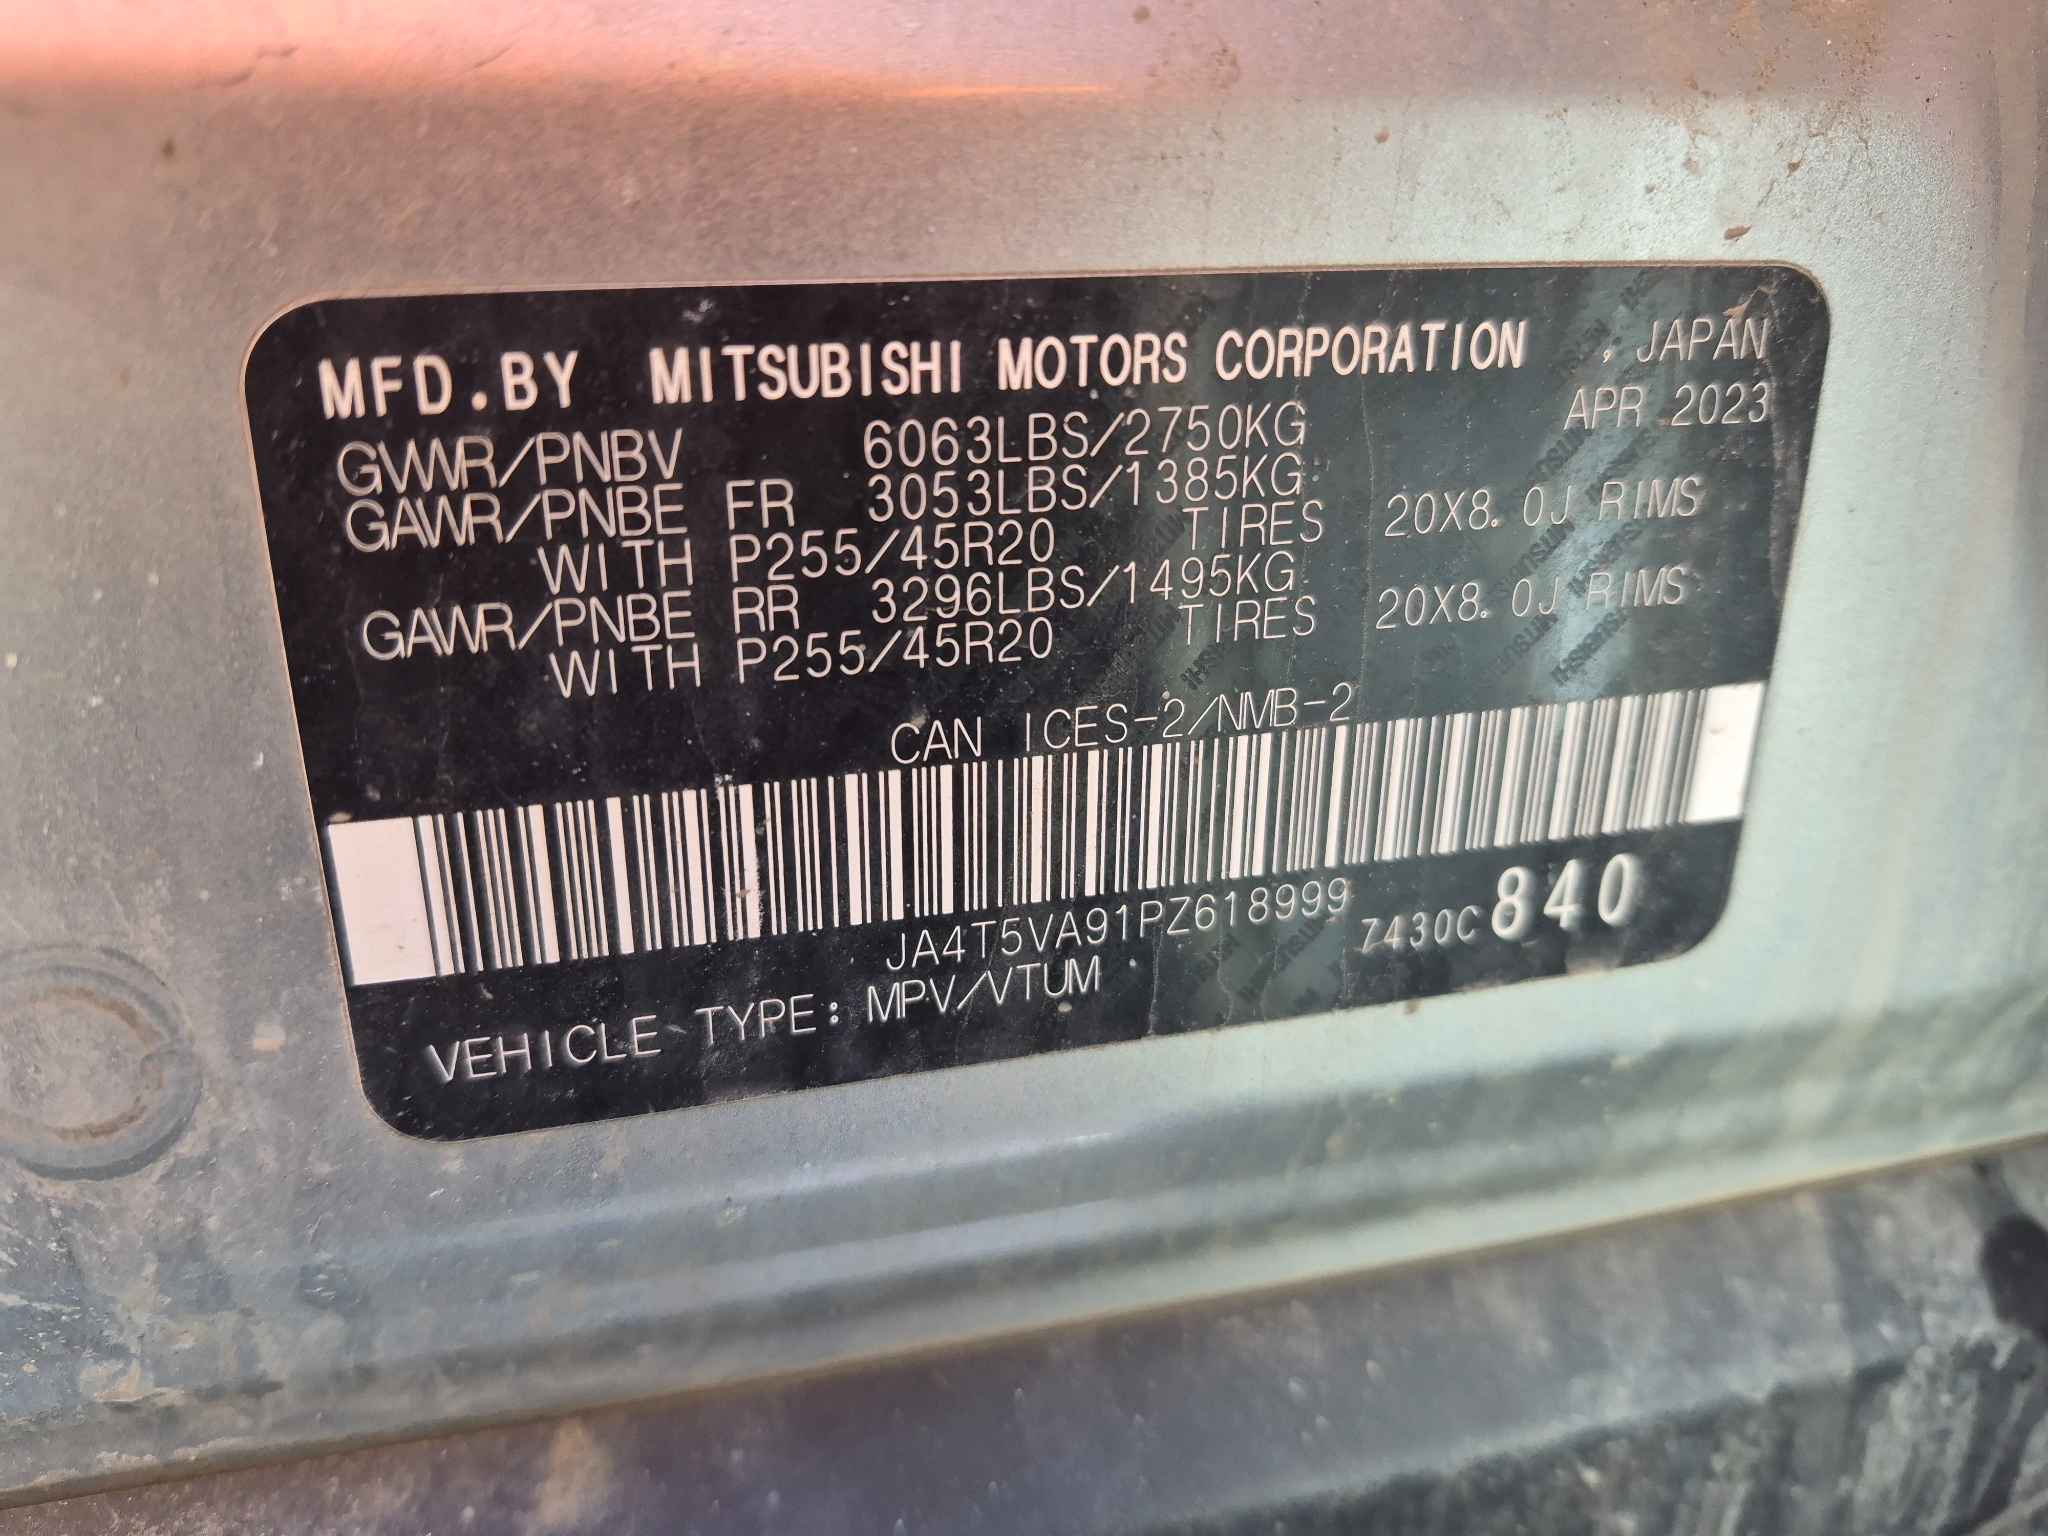 MFD.BY MITSUBISHI MOTORS CORPORATION , JAPAN
APR 2023
GVWR/PNBV 6063LBS/2750KG
GAWR/PNBE FR 3053LBS/1385KG
WITH P255/45R20 TIRES 20X8.0J RIMS
GAWR/PNBE RR 3296LBS/1495KG
WITH P255/45R20 TIRES 20X8.0J RIMS
CAN ICES-2/NMB-2
JA4T5VA91PZ618999
7430C840
VEHICLE TYPE: MPV/VTUM